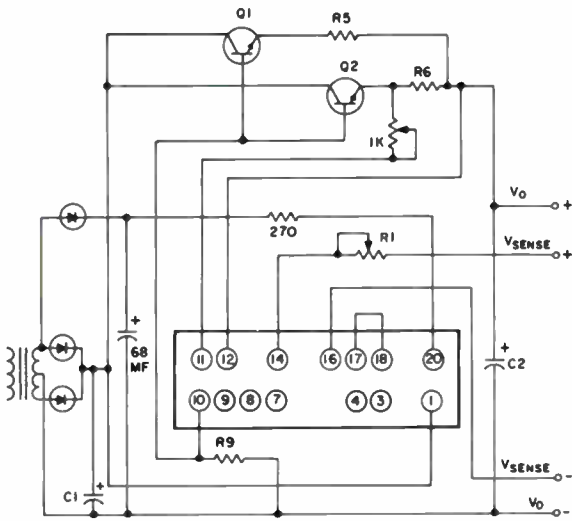 Q1
R5
Q2
R6
1K
Vo
+
VSENSE
+
270
R1
+
68
MF
11 12 14 16 17 18 20
10 9 8 7 4 3 1
+
C2
R9
C1
+
VSENSE
-
Vo
-